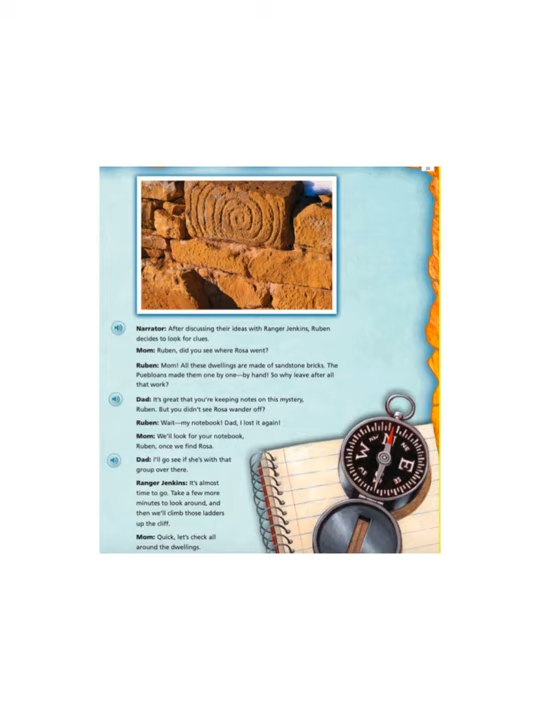 Narrator: After discussing their ideas with Ranger Jenkins, Ruben
decides to look for clues.
Mom: Ruben, did you see where Rosa went?
Ruben: Mom! All these dwellings are made of sandstone bricks. The
Puebloans made them one by one—by hand! So why leave after all
that work?
Dad: It's great that you're keeping notes on this mystery,
Ruben. But you didn't see Rosa wander off?
Ruben: Wait—my notebook! Dad, I lost it again!
Mom: We'll look for your notebook,
Ruben, once we find Rosa.
Dad: I'll go see if she's with that
group over there.
Ranger Jenkins: It's almost
time to go. Take a few more
minutes to look around, and
then we'll climb those ladders
up the cliff.
Mom: Quick, let's check all
around the dwellings.
W
E